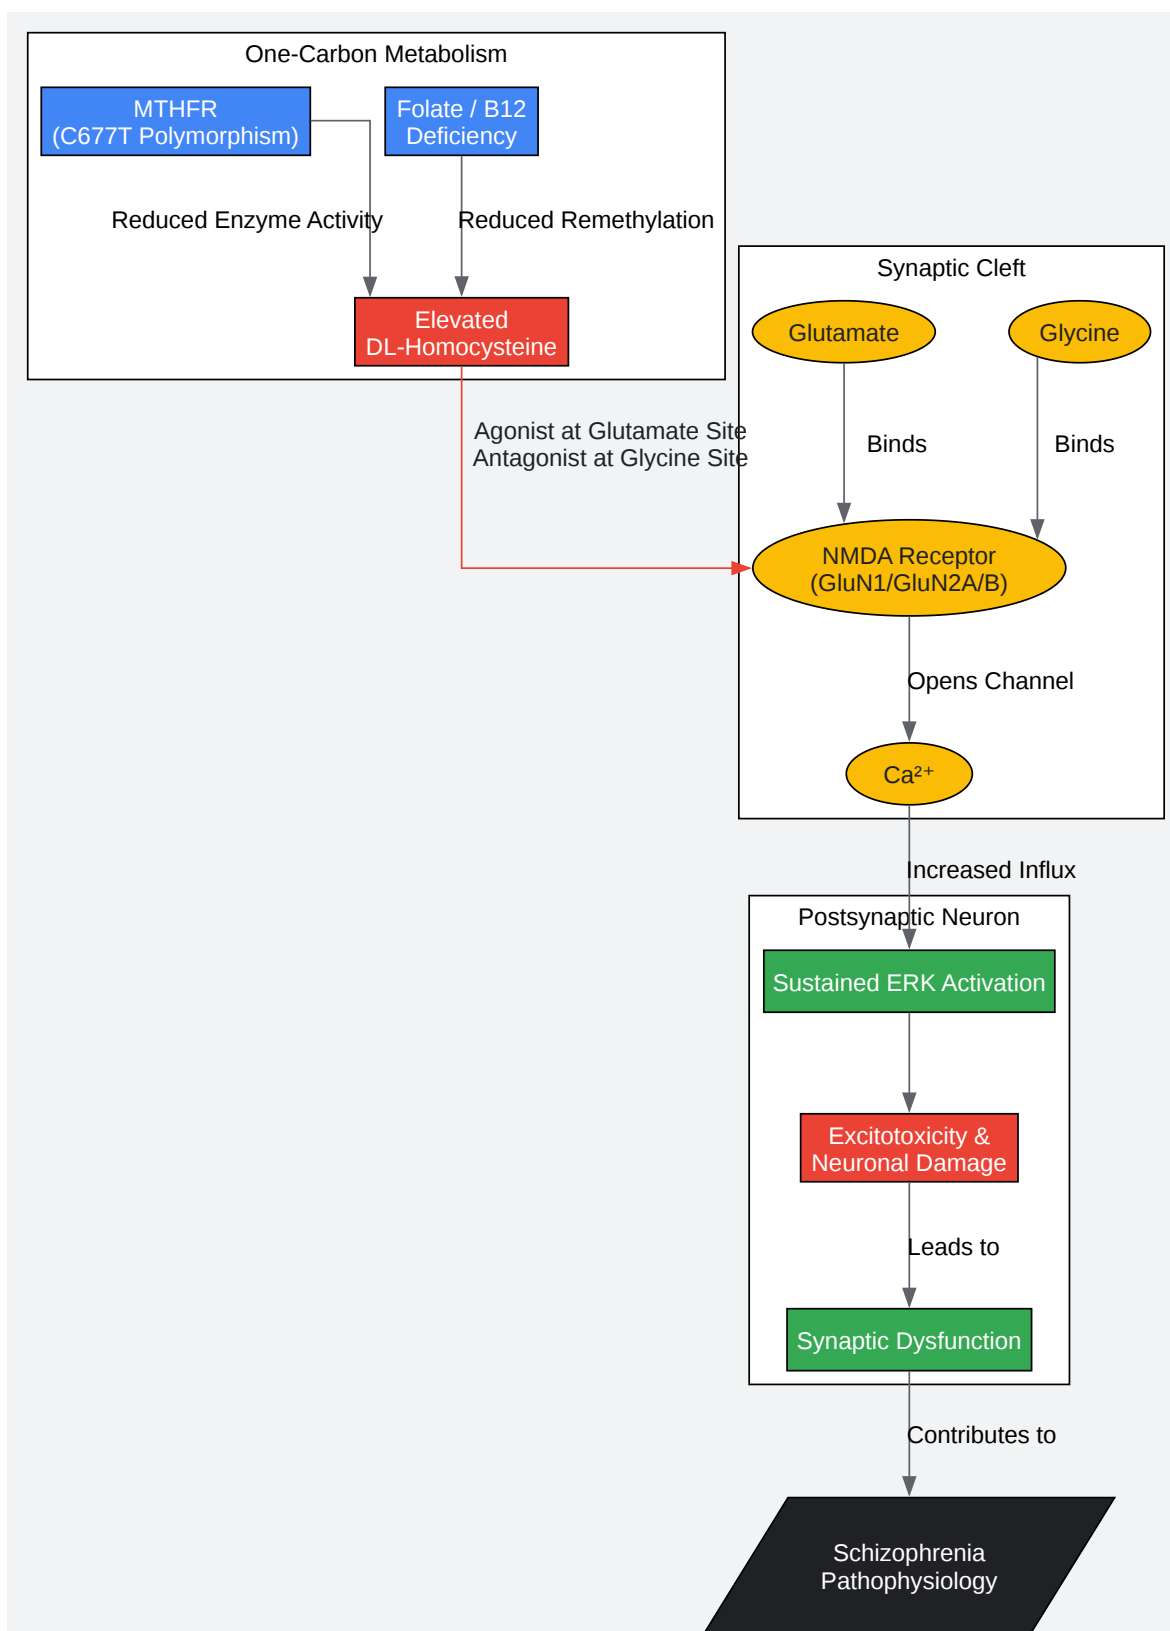 One-Carbon Metabolism
MTHFR
(C677T Polymorphism)
Folate / B12
Deficiency
Reduced Enzyme Activity
Reduced Remethylation
Elevated
DL-Homocysteine
Synaptic Cleft
Glutamate
Glycine
Agonist at Glutamate Site
Antagonist at Glycine Site
Binds
Binds
NMDA Receptor
(GluN1/GluN2A/B)
Opens Channel
Ca²⁺
Increased Influx
Postsynaptic Neuron
Sustained ERK Activation
Excitotoxicity &
Neuronal Damage
Leads to
Synaptic Dysfunction
Contributes to
Schizophrenia
Pathophysiology